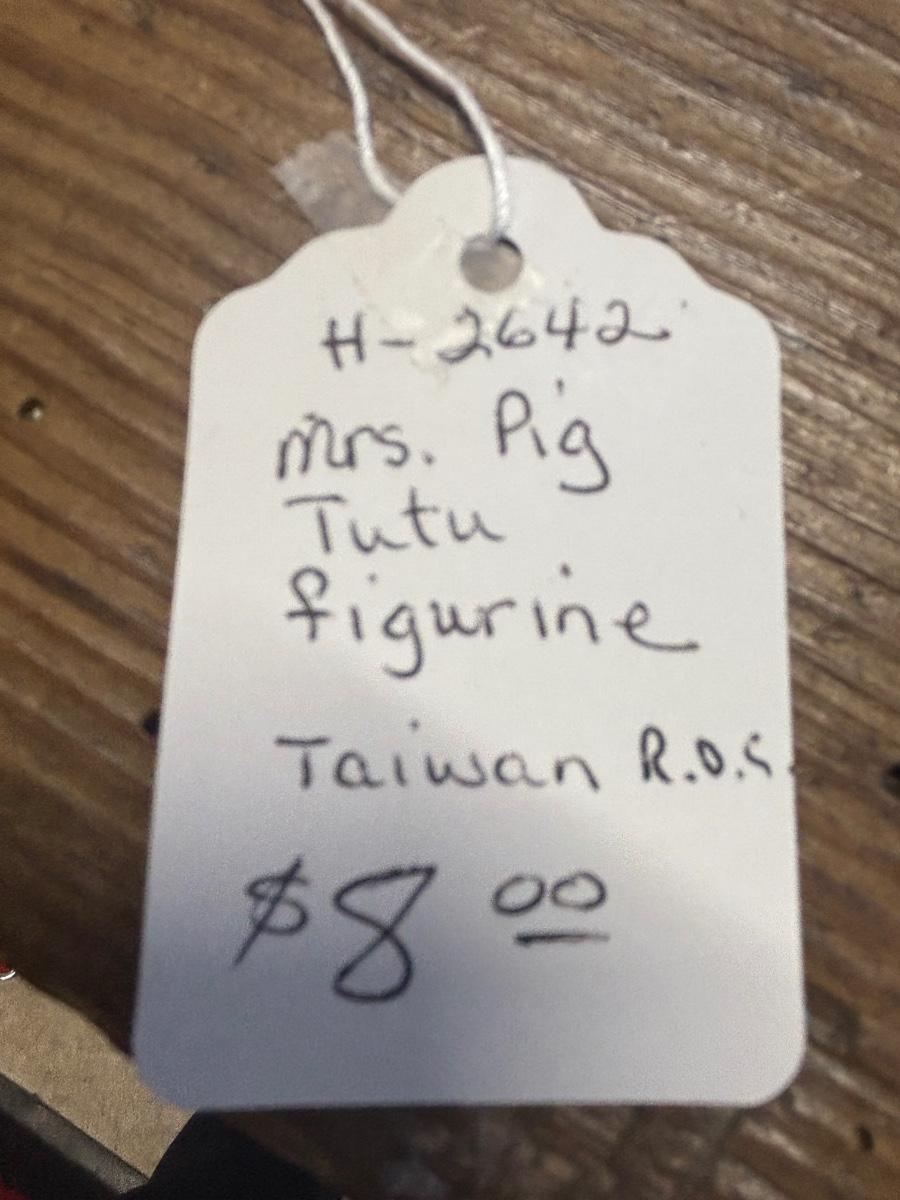 H-2642
Mrs. Pig
Tutu
figurine
Taiwan R.O.C.
$8 00